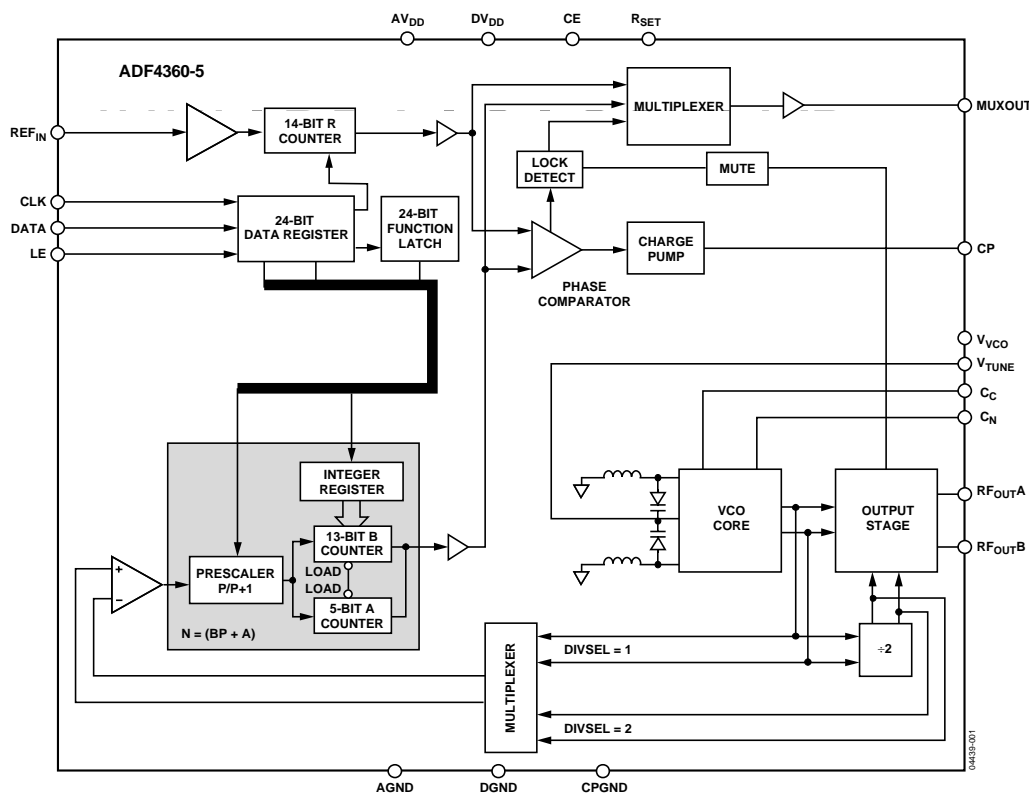 AVDD
DVDD
CE
RSET
ADF4360-5
REFIN
14-BIT R
COUNTER
MULTIPLEXER
MUXOUT
LOCK
DETECT
MUTE
CLK
DATA
LE
24-BIT
DATA REGISTER
24-BIT
FUNCTION
LATCH
CHARGE
PUMP
CP
PHASE
COMPARATOR
VVCO
VTUNE
CC
CN
INTEGER
REGISTER
13-BIT B
COUNTER
LOAD
LOAD
5-BIT A
COUNTER
PRESCALER
P/P+1
+
−
N = (BP + A)
VCO
CORE
OUTPUT
STAGE
RFOUTA
RFOUTB
MULTIPLEXER
DIVSEL = 1
DIVSEL = 2
÷2
AGND
DGND
CPGND
04439-001